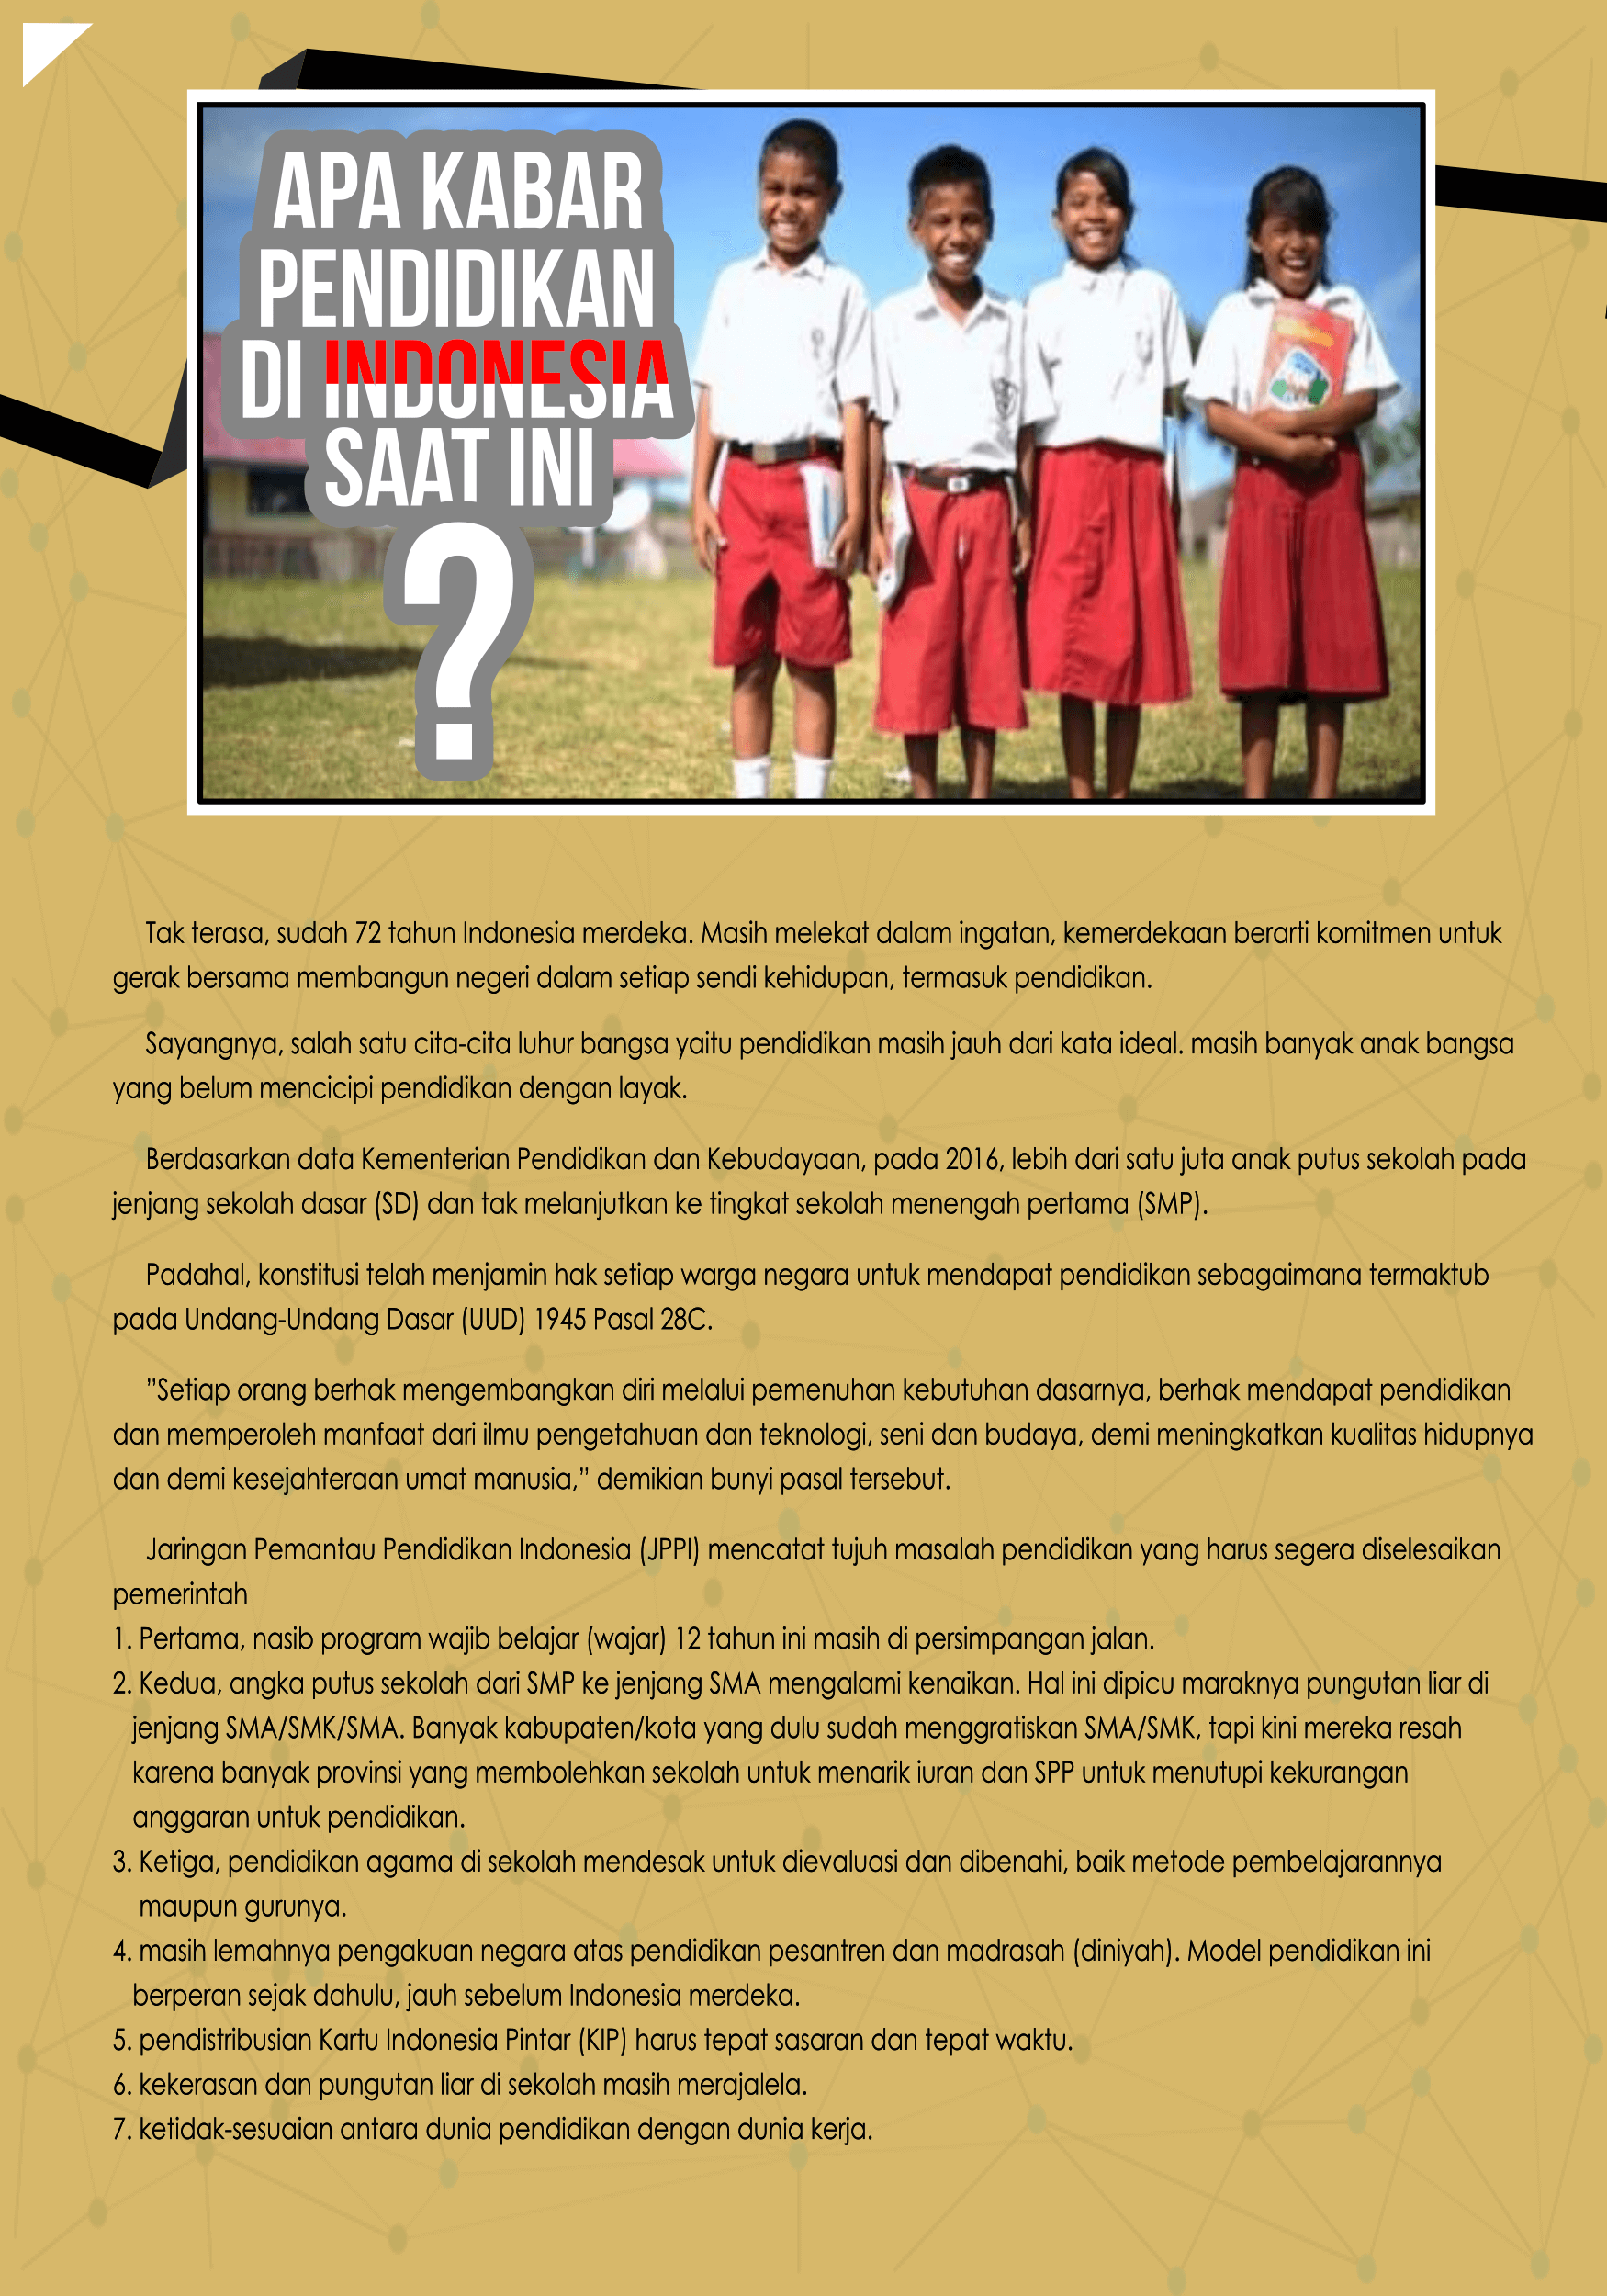 APA KABAR
PENDIDIKAN
DI INDONESIA
SAAT INI
?
Tak terasa, sudah 72 tahun Indonesia merdeka. Masih melekat dalam ingatan, kemerdekaan berarti komitmen untuk
gerak bersama membangun negeri dalam setiap sendi kehidupan, termasuk pendidikan.
Sayangnya, salah satu cita-cita luhur bangsa yaitu pendidikan masih jauh dari kata ideal. masih banyak anak bangsa
yang belum mencicipi pendidikan dengan layak.
Berdasarkan data Kementerian Pendidikan dan Kebudayaan, pada 2016, lebih dari satu juta anak putus sekolah pada
jenjang sekolah dasar (SD) dan tak melanjutkan ke tingkat sekolah menengah pertama (SMP).
Padahal, konstitusi telah menjamin hak setiap warga negara untuk mendapat pendidikan sebagaimana termaktub
pada Undang-Undang Dasar (UUD) 1945 Pasal 28C.
”Setiap orang berhak mengembangkan diri melalui pemenuhan kebutuhan dasarnya, berhak mendapat pendidikan
dan memperoleh manfaat dari ilmu pengetahuan dan teknologi, seni dan budaya, demi meningkatkan kualitas hidupnya
dan demi kesejahteraan umat manusia,” demikian bunyi pasal tersebut.
Jaringan Pemantau Pendidikan Indonesia (JPPI) mencatat tujuh masalah pendidikan yang harus segera diselesaikan
pemerintah
1. Pertama, nasib program wajib belajar (wajar) 12 tahun ini masih di persimpangan jalan.
2. Kedua, angka putus sekolah dari SMP ke jenjang SMA mengalami kenaikan. Hal ini dipicu maraknya pungutan liar di
jenjang SMA/SMK/SMA. Banyak kabupaten/kota yang dulu sudah menggratiskan SMA/SMK, tapi kini mereka resah
karena banyak provinsi yang membolehkan sekolah untuk menarik iuran dan SPP untuk menutupi kekurangan
anggaran untuk pendidikan.
3. Ketiga, pendidikan agama di sekolah mendesak untuk dievaluasi dan dibenahi, baik metode pembelajarannya
maupun gurunya.
4. masih lemahnya pengakuan negara atas pendidikan pesantren dan madrasah (diniyah). Model pendidikan ini
berperan sejak dahulu, jauh sebelum Indonesia merdeka.
5. pendistribusian Kartu Indonesia Pintar (KIP) harus tepat sasaran dan tepat waktu.
6. kekerasan dan pungutan liar di sekolah masih merajalela.
7. ketidak-sesuaian antara dunia pendidikan dengan dunia kerja.